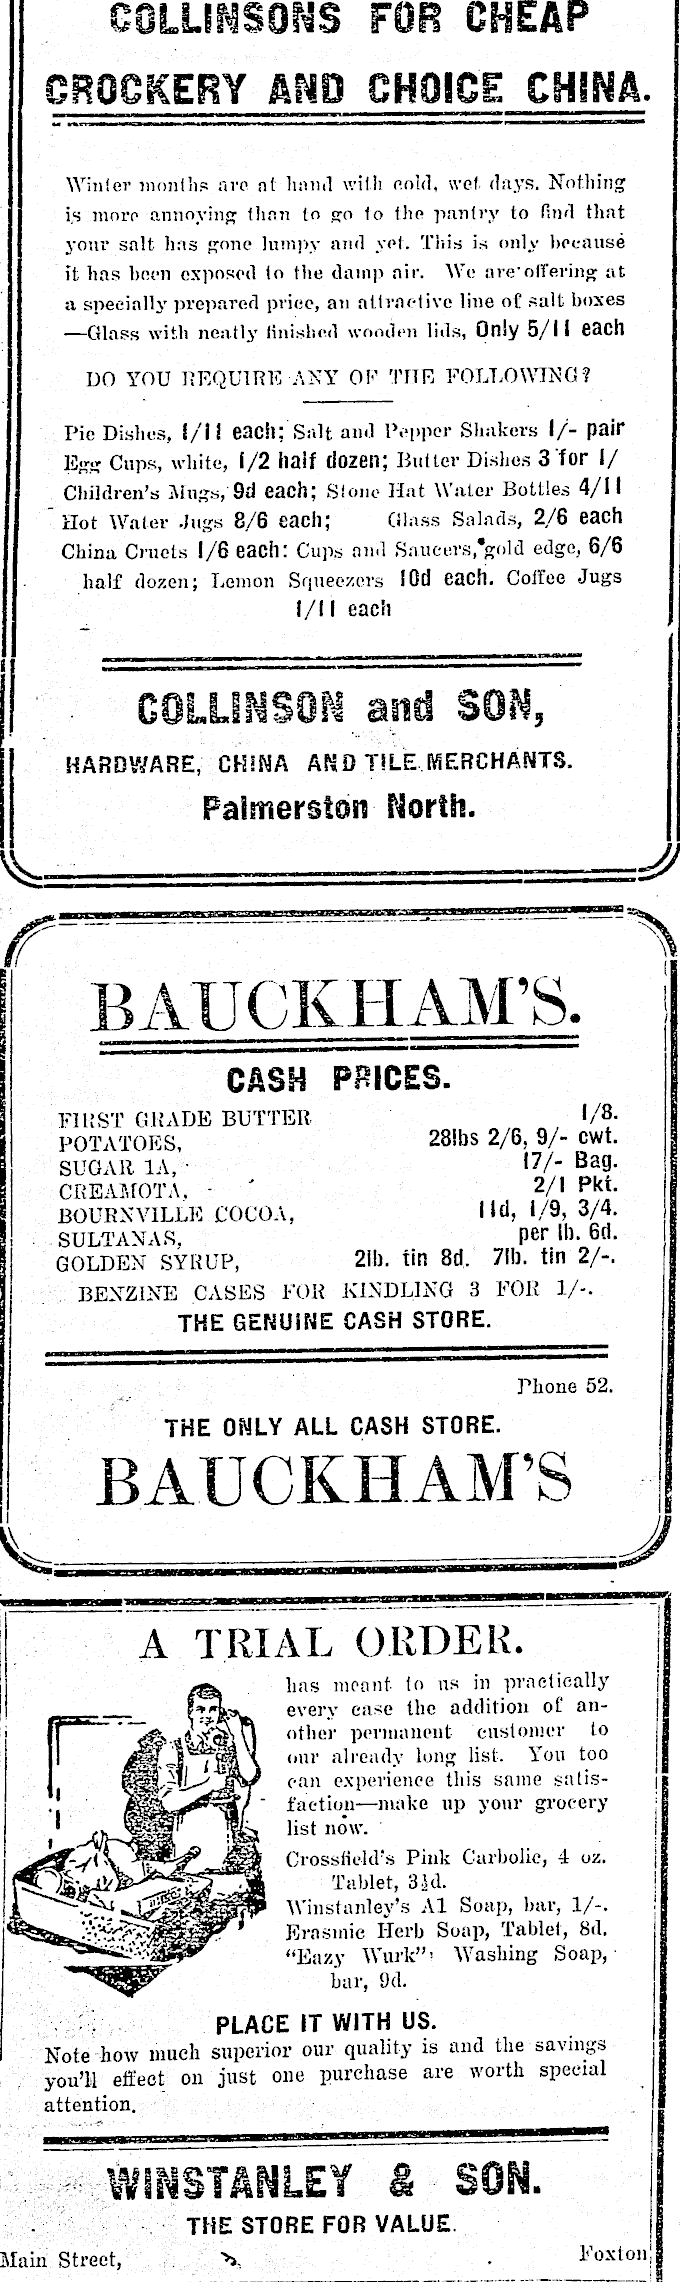 COLLINSONS FOR CHEAP
CROCKERY AND CHOICE CHINA.
Winter months are at hand with cold, wet days. Nothing
is more annoying than to go to the pantry to find that
your salt has gone lumpy and yet. This is only because
it has been exposed to the damp air. We are offering at
a specially prepared price, an attractive line of salt boxes
—Glass with neatly finished wooden lids, Only 5/11 each
DO YOU REQUIRE ANY OF THE FOLLOWING?
Pie Dishes, 1/11 each; Salt and Pepper Shakers 1/- pair
Egg Cups, white, 1/2 half dozen; Butter Dishes 3 for 1/
Children's Mugs, 9d each; Stone Hat Water Bottles 4/11
Hot Water Jugs 8/6 each; Glass Salads, 2/6 each
China Cruets 1/6 each: Cups and Saucers, gold edge, 6/6
half dozen; Lemon Squeezers 10d each. Coffee Jugs
1/11 each
COLLINSON and SON,
HARDWARE, CHINA AND TILE MERCHANTS.
Palmerston North.
BAUCKHAM'S.
CASH PRICES.
FIRST GRADE BUTTER 1/8.
POTATOES, 28lbs 2/6, 9/- cwt.
SUGAR 1A, 17/- Bag.
CREAMOTA, 2/1 Pkt.
BOURNVILLE COCOA, 11d, 1/9, 3/4.
SULTANAS, per lb. 6d.
GOLDEN SYRUP, 2lb. tin 8d. 7lb. tin 2/-.
BENZINE CASES FOR KINDLING 3 FOR 1/-.
THE GENUINE CASH STORE.
Phone 52.
THE ONLY ALL CASH STORE.
BAUCKHAM'S
A TRIAL ORDER.
has meant to us in practically
every case the addition of an-
other permanent customer to
our already long list. You too
can experience this same satis-
faction—make up your grocery
list now.
Crossfield's Pink Carbolic, 4 oz.
Tablet, 3½d.
Winstanley's A1 Soap, bar, 1/-.
Erasmic Herb Soap, Tablet, 8d.
"Eazy Wurk" Washing Soap,
bar, 9d.
PLACE IT WITH US.
Note how much superior our quality is and the savings
you'll effect on just one purchase are worth special
attention.
WINSTANLEY & SON.
THE STORE FOR VALUE.
Main Street, Foxton